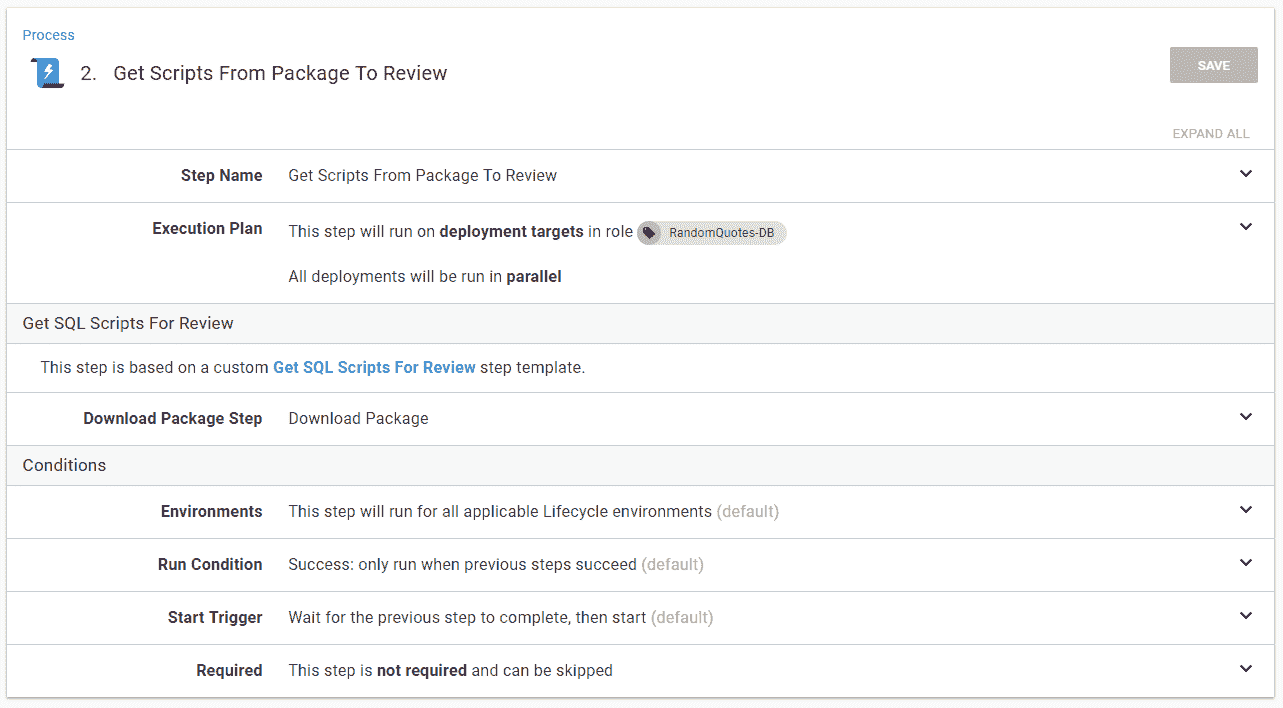 Process
2. Get Scripts From Package To Review
SAVE
EXPAND ALL
Step Name Get Scripts From Package To Review
Execution Plan This step will run on deployment targets in role RandomQuotes-DB
All deployments will be run in parallel
Get SQL Scripts For Review
This step is based on a custom Get SQL Scripts For Review step template.
Download Package Step Download Package
Conditions
Environments This step will run for all applicable Lifecycle environments (default)
Run Condition Success: only run when previous steps succeed (default)
Start Trigger Wait for the previous step to complete, then start (default)
Required This step is not required and can be skipped